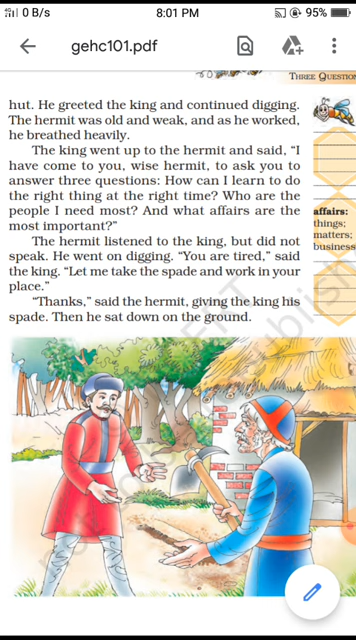 0 B/s 8:01 PM 95%
gehc101.pdf
THREE QUESTION
hut. He greeted the king and continued digging.
The hermit was old and weak, and as he worked,
he breathed heavily.
The king went up to the hermit and said, “I
have come to you, wise hermit, to ask you to
answer three questions: How can I learn to do
the right thing at the right time? Who are the
people I need most? And what affairs are the
most important?”
affairs:
things;
matters;
business
The hermit listened to the king, but did not
speak. He went on digging. “You are tired,” said
the king. “Let me take the spade and work in your
place.”
“Thanks,” said the hermit, giving the king his
spade. Then he sat down on the ground.